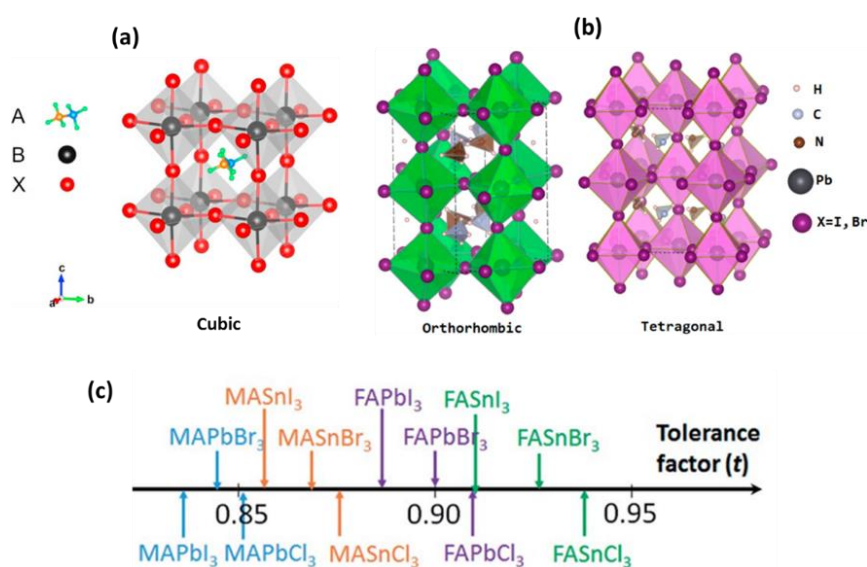 (a)
A
B
X
c
a
b
Cubic
Orthorhombic
(b)
Tetragonal
H
C
N
Pb
X=I, Br
(c)
MASnI₃ FAPbI₃ FASnI₃
MAPbBr₃ MASnBr₃ FAPbBr₃ FASnBr₃ Tolerance
factor (t)
0.85 0.90 0.95
MAPbI₃ MAPbCl₃ MASnCl₃ FAPbCl₃ FASnCl₃